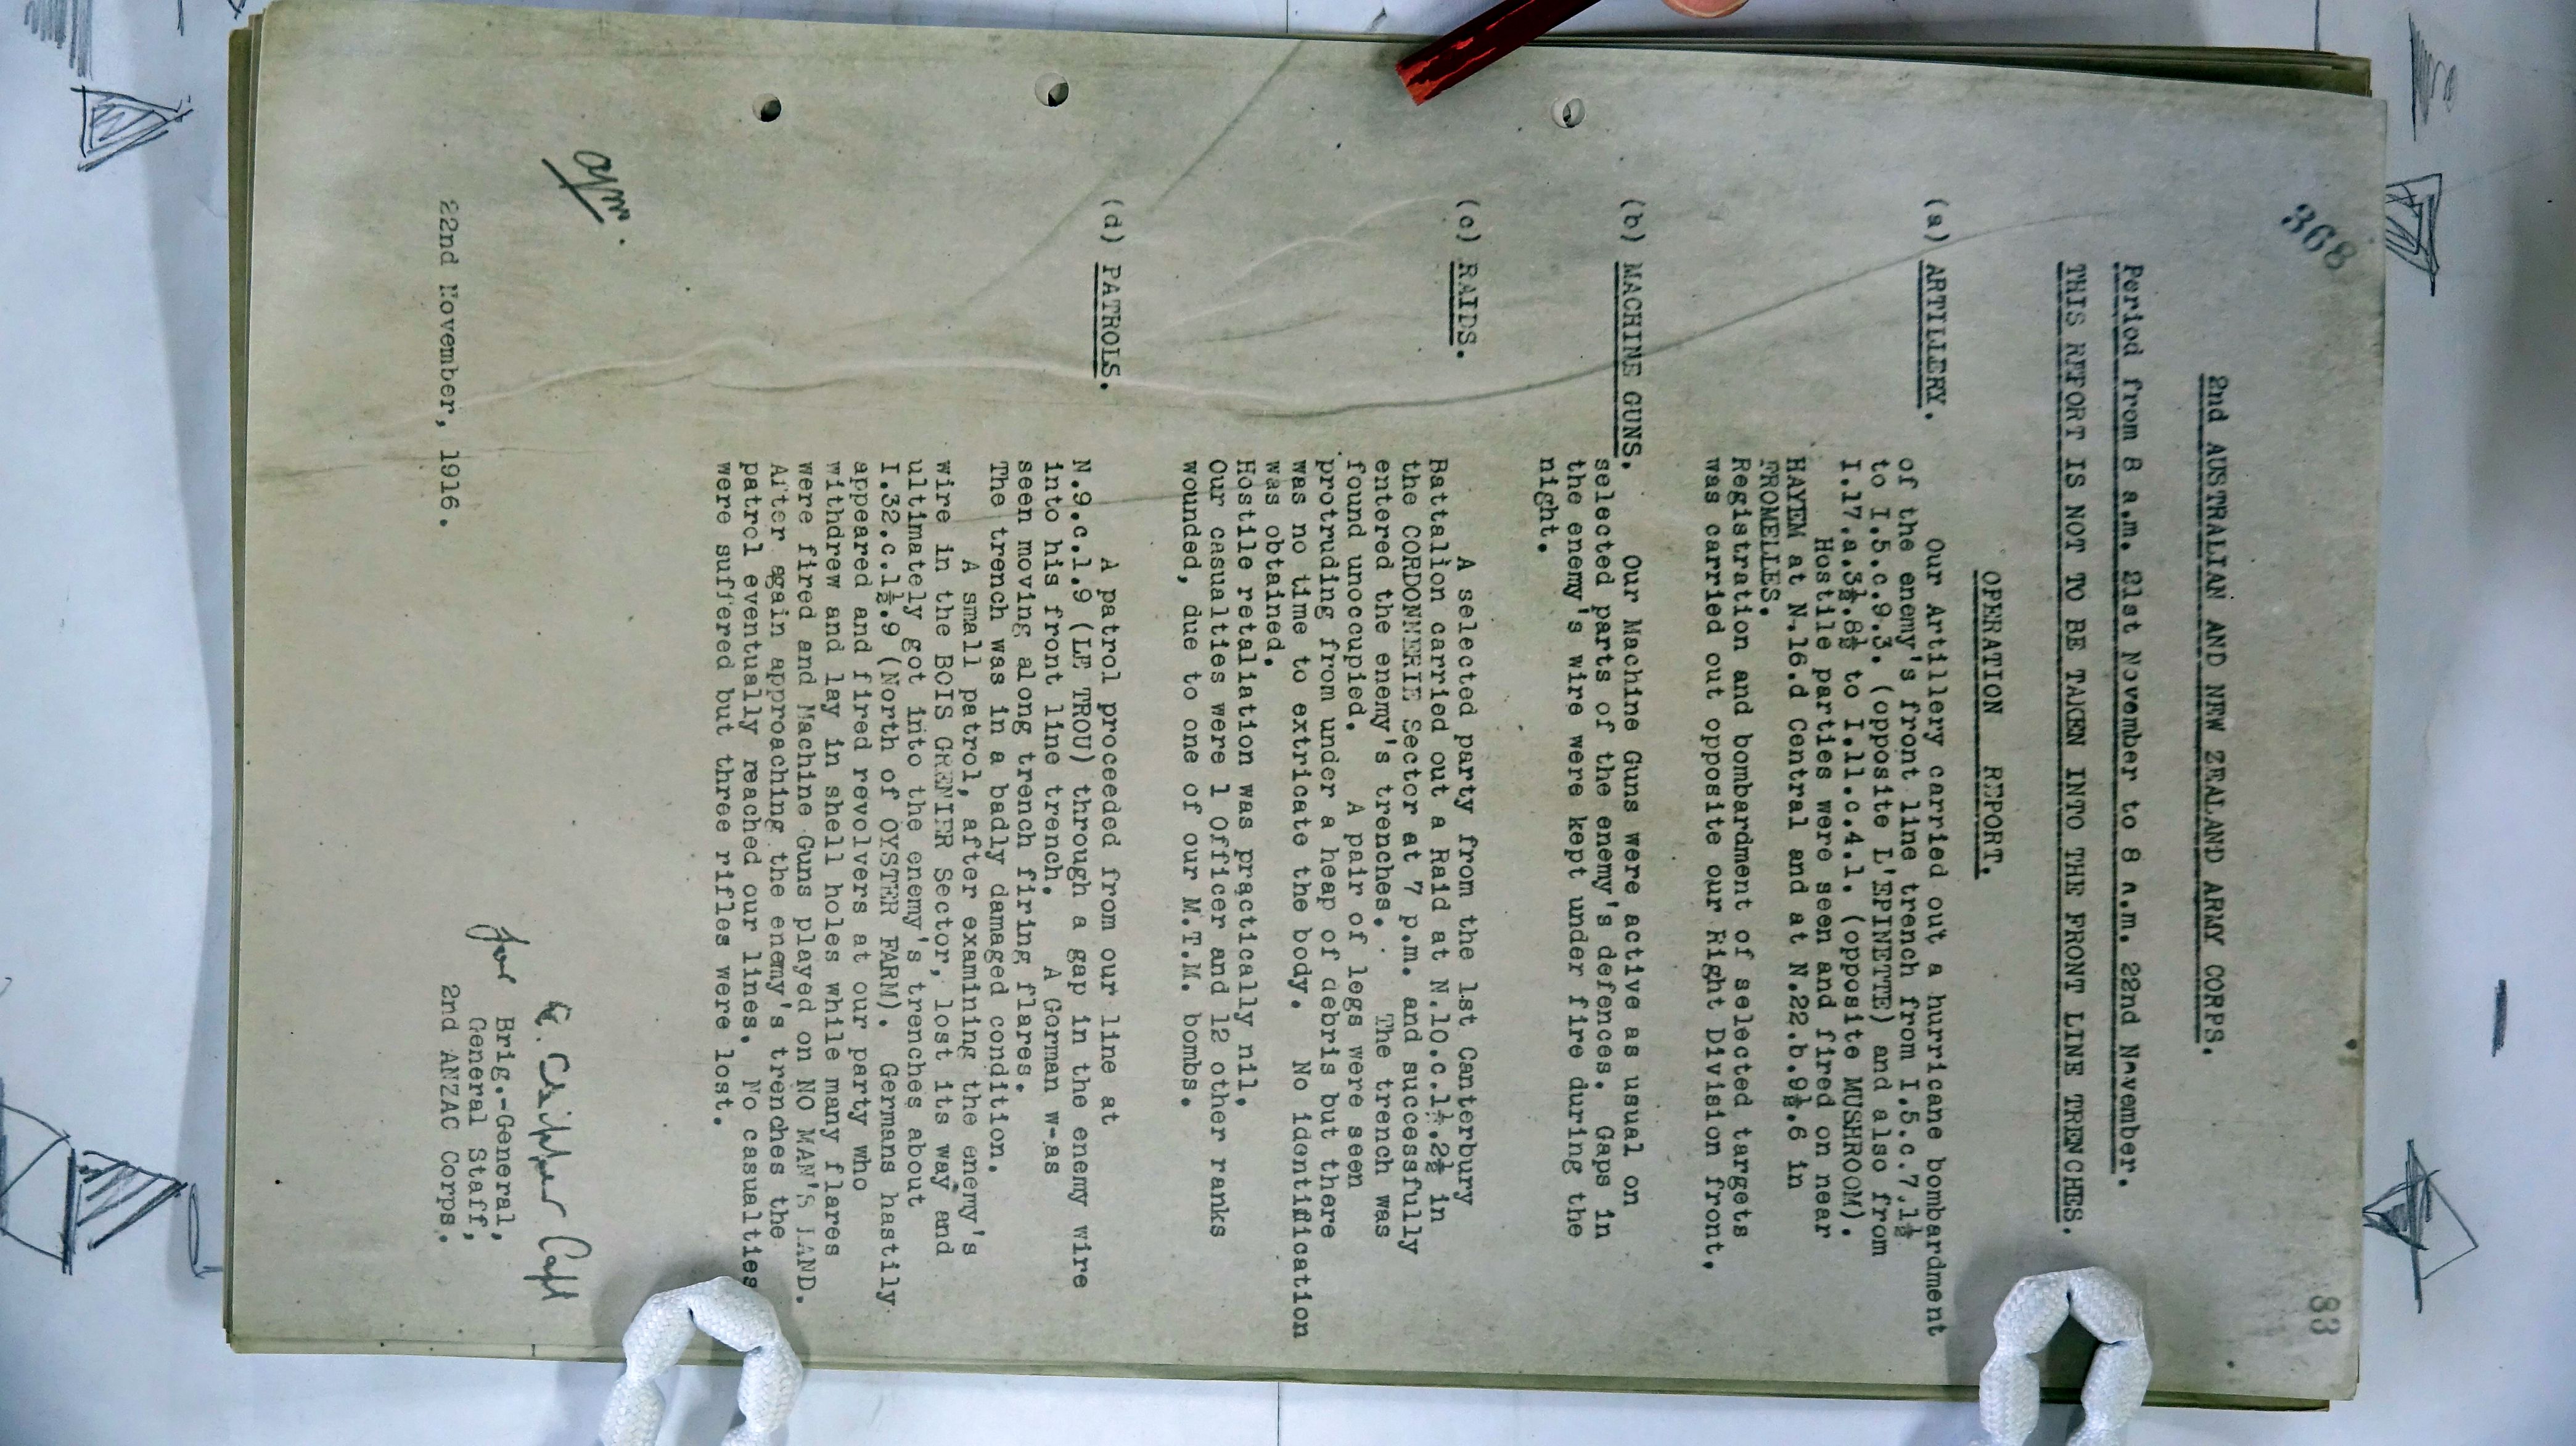 368
83
2nd AUSTRALIAN AND NEW ZEALAND ARMY CORPS.
Period from 8 a.m. 21st November to 8 a.m. 22nd November.
THIS REPORT IS NOT TO BE TAKEN INTO THE FRONT LINE TRENCHES.
OPERATION REPORT.
(a) ARTILLERY.
Our Artillery carried out a hurricane bombardment
of the enemy's front line trench from I.5.c.7.1½
to I.5.c.9.3. (opposite L'EPINETTE) and also from
I.17.a.3½.8½ to I.11.c.4.1. (opposite MUSHROOM).
Hostile parties were seen and fired on near
HAYEM at N.16.d Central and at N.22.b.9½.6 in
FROMELLES.
Registration and bombardment of selected targets
was carried out opposite our Right Division front.
(b) MACHINE GUNS.
Our Machine Guns were active as usual on
selected parts of the enemy's defences. Gaps in
the enemy's wire were kept under fire during the
night.
(c) RAIDS.
A selected party from the 1st Canterbury
Battalion carried out a Raid at N.10.c.1½.2½ in
the CORDONNERIE Sector at 7 p.m. and successfully
entered the enemy's trenches. The trench was
found unoccupied. A pair of legs were seen
protruding from under a heap of debris but there
was no time to extricate the body. No identification
was obtained.
Hostile retaliation was practically nil.
Our casualties were 1 Officer and 12 other ranks
wounded, due to one of our M.T.M. bombs.
(d) PATROLS.
A patrol proceeded from our line at
N.9.c.1.9 (LE TROU) through a gap in the enemy wire
into his front line trench. A Gorman w-as
seen moving along trench firing flares.
The trench was in a badly damaged condition.
A small patrol, after examining the enemy's
wire in the BOIS GRENIER Sector, lost its way and
ultimately got into the enemy's trenches about
I.32.c.1½.9 (North of OYSTER FARM). Germans hastily
appeared and fired revolvers at our party who
withdrew and lay in shell holes while many flares
were fired and Machine Guns played on NO MAN'S LAND.
After again approaching the enemy's trenches the
patrol eventually reached our lines. No casualties
were suffered but three rifles were lost.
Capt
for Brig.-General,
General Staff,
22nd November, 1916. 2nd ANZAC Corps.